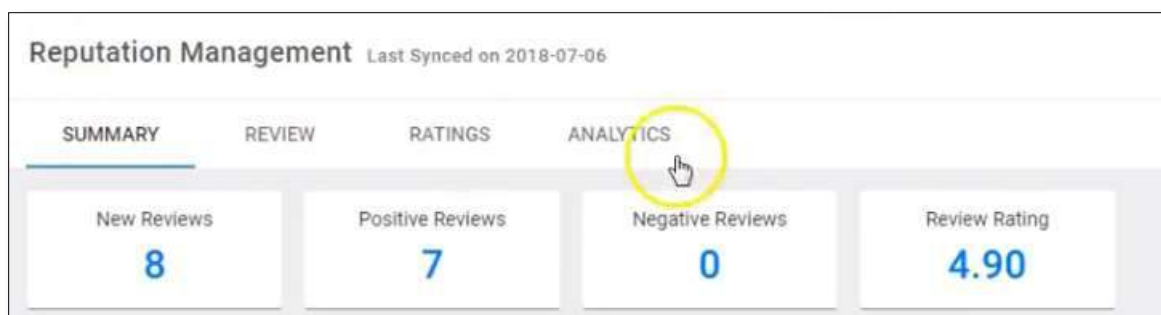 Reputation Management Last Synced on 2018-07-06
SUMMARY REVIEW RATINGS ANALYTICS
New Reviews Positive Reviews Negative Reviews Review Rating
8 7 0 4.90